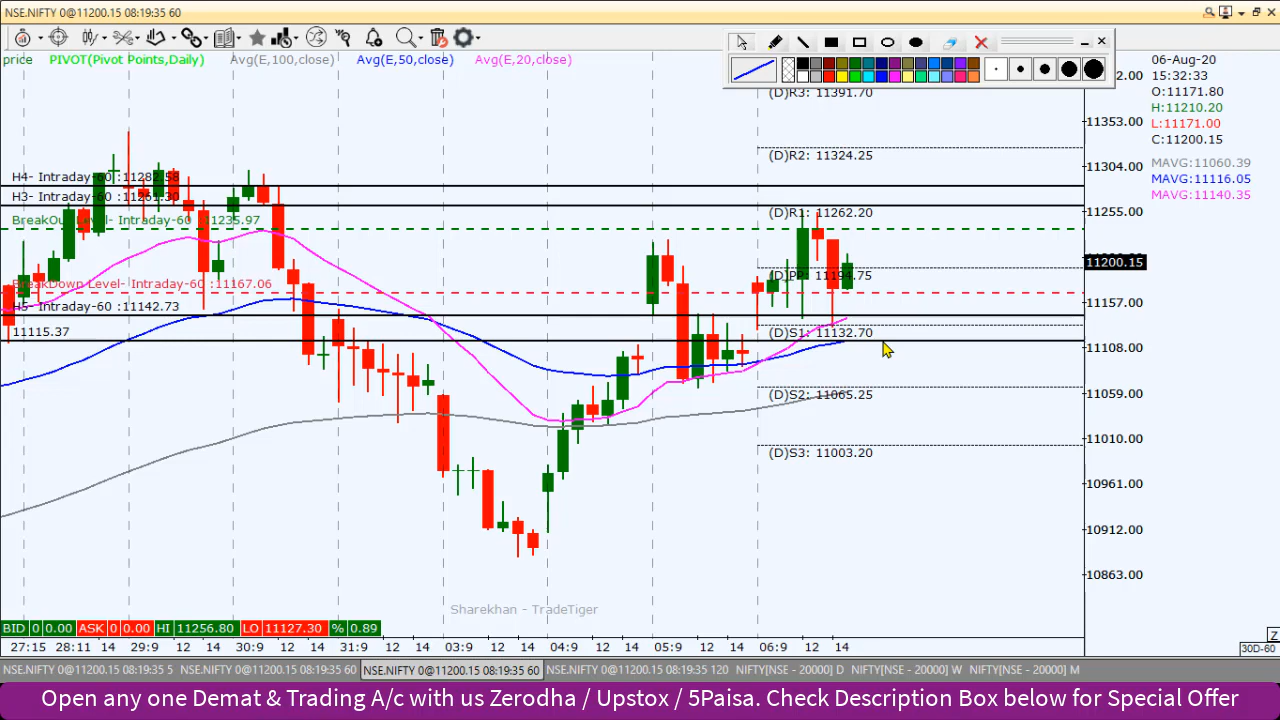 NSE.NIFTY 0@11200.15 08:19:35 60
price PIVOT(Pivot Points,Daily) Avg(E,100,close) Avg(E,50,close) Avg(E,20,close)
06-Aug-20
15:32:33
O:11171.80
H:11210.20
L:11171.00
C:11200.15
MAVG:11060.39
MAVG:11116.05
MAVG:11140.35
(D)R3: 11391.70
(D)R2: 11324.25
H4- Intraday-60 :11282.58
H3- Intraday-60 :11261.30
(D)R1: 11262.20
BreakOut Level- Intraday-60 :11235.97
(D)PP: 11194.75
BreakDown Level- Intraday-60 :11167.06
H5- Intraday-60 :11142.73
11115.37
(D)S1: 11132.70
(D)S2: 11065.25
(D)S3: 11003.20
11353.00
11304.00
11255.00
11200.15
11157.00
11108.00
11059.00
11010.00
10961.00
10912.00
10863.00
Sharekhan - TradeTiger
BID 0 0.00 ASK 0 0.00 HI 11256.80 LO 11127.30 % 0.89
27:15 28:11 14 29:9 12 14 30:9 12 14 31:9 12 14 03:9 12 14 04:9 12 14 05:9 12 14 06:9 12 14
Z
30D-60
NSE.NIFTY 0@11200.15 08:19:35 5 NSE.NIFTY 0@11200.15 08:19:35 60 NSE.NIFTY 0@11200.15 08:19:35 60 NSE.NIFTY 0@11200.15 08:19:35 120 NIFTY[NSE - 20000] D NIFTY[NSE - 20000] W NIFTY[NSE - 20000] M
Open any one Demat & Trading A/c with us Zerodha / Upstox / 5Paisa. Check Description Box below for Special Offer